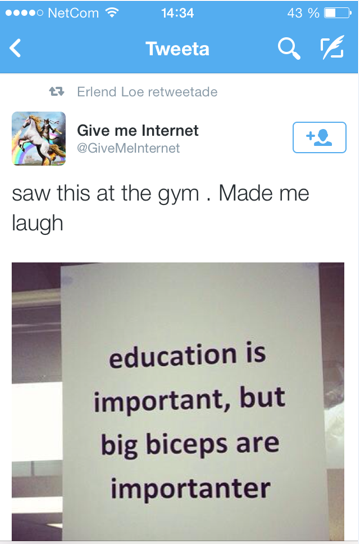 NetCom 14:34 43 %
Tweeta
Erlend Loe retweetade
Give me Internet
@GiveMeInternet
saw this at the gym . Made me
laugh
education is
important, but
big biceps are
importanter